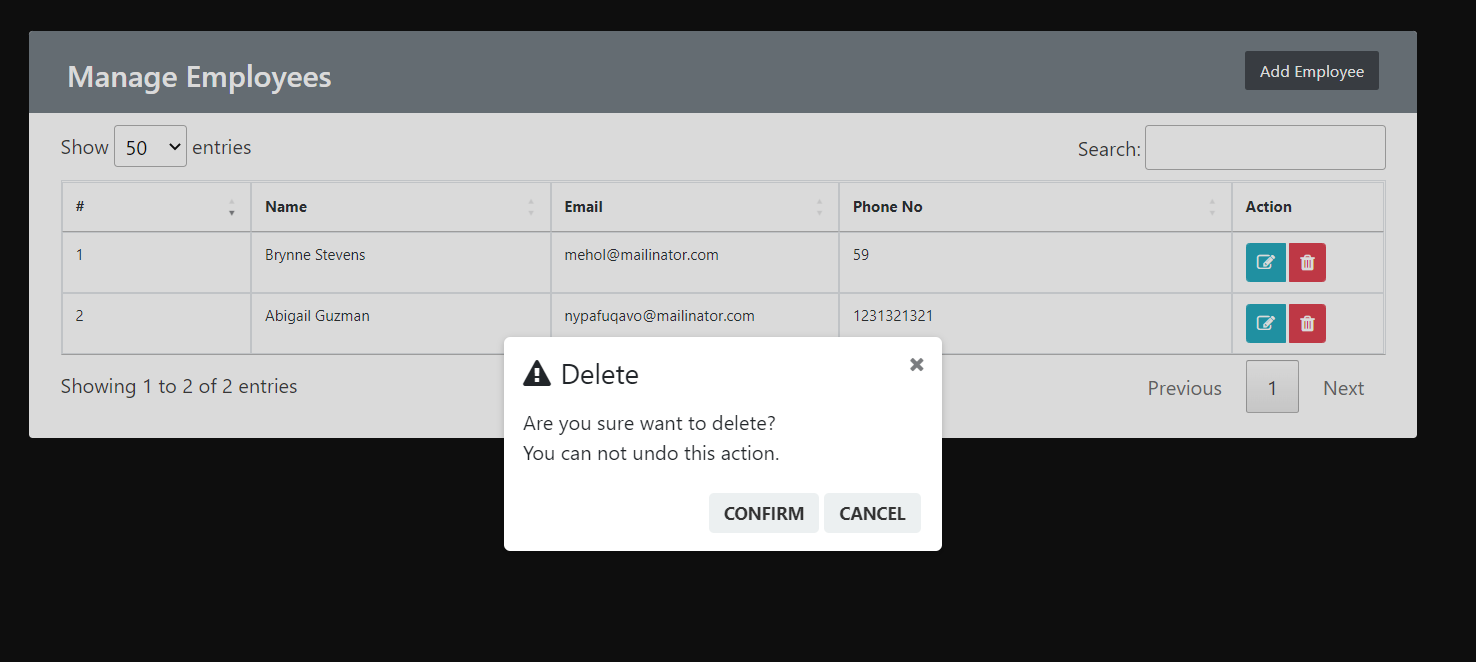 Manage Employees
Add Employee
Show 50 entries
Search:
# Name Email Phone No Action
1 Brynne Stevens mehol@mailinator.com 59
2 Abigail Guzman nypafuqavo@mailinator.com 1231321321
Showing 1 to 2 of 2 entries
Previous 1 Next
Delete
Are you sure want to delete?
You can not undo this action.
CONFIRM CANCEL